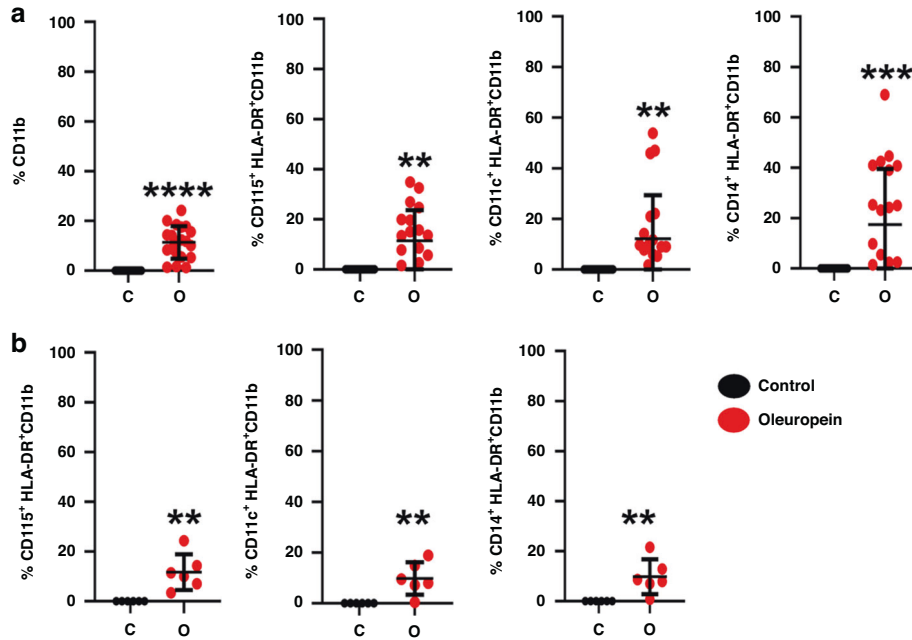 a
% CD11b
100
80
60
40
20
0
****
C
O
% CD115⁺ HLA-DR⁺CD11b
100
80
60
40
20
0
**
C
O
% CD11c⁺ HLA-DR⁺CD11b
100
80
60
40
20
0
**
C
O
% CD14⁺ HLA-DR⁺CD11b
100
80
60
40
20
0
***
C
O
b
% CD115⁺ HLA-DR⁺CD11b
100
80
60
40
20
0
**
C
O
% CD11c⁺ HLA-DR⁺CD11b
100
80
60
40
20
0
**
C
O
% CD14⁺ HLA-DR⁺CD11b
100
80
60
40
20
0
**
C
O
Control
Oleuropein